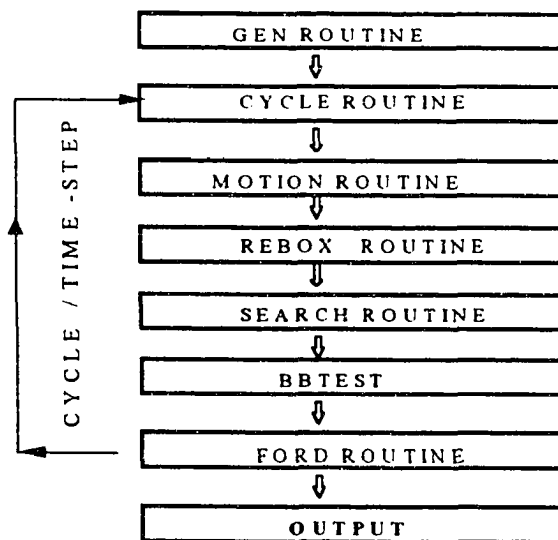 GEN ROUTINE
CYCLE ROUTINE
MOTION ROUTINE
REBOX ROUTINE
SEARCH ROUTINE
BBTEST
FORD ROUTINE
OUTPUT
CYCLE / TIME -STEP